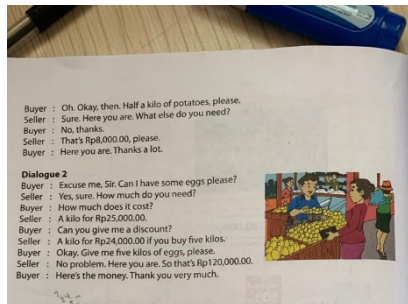 Buyer : Oh. Okay, then. Half a kilo of potatoes, please.
Seller : Sure. Here you are. What else do you need?
Buyer : No, thanks.
Seller : That's Rp8,000.00, please.
Buyer : Here you are. Thanks a lot.
Dialogue 2
Buyer : Excuse me, Sir. Can I have some eggs please?
Seller : Yes, sure. How much do you need?
Buyer : How much does it cost?
Seller : A kilo for Rp25,000.00.
Buyer : Can you give me a discount?
Seller : A kilo for Rp24,000.00 if you buy five kilos.
Buyer : Okay. Give me five kilos of eggs, please.
Seller : No problem. Here you are. So that's Rp120,000.00.
Buyer : Here's the money. Thank you very much.